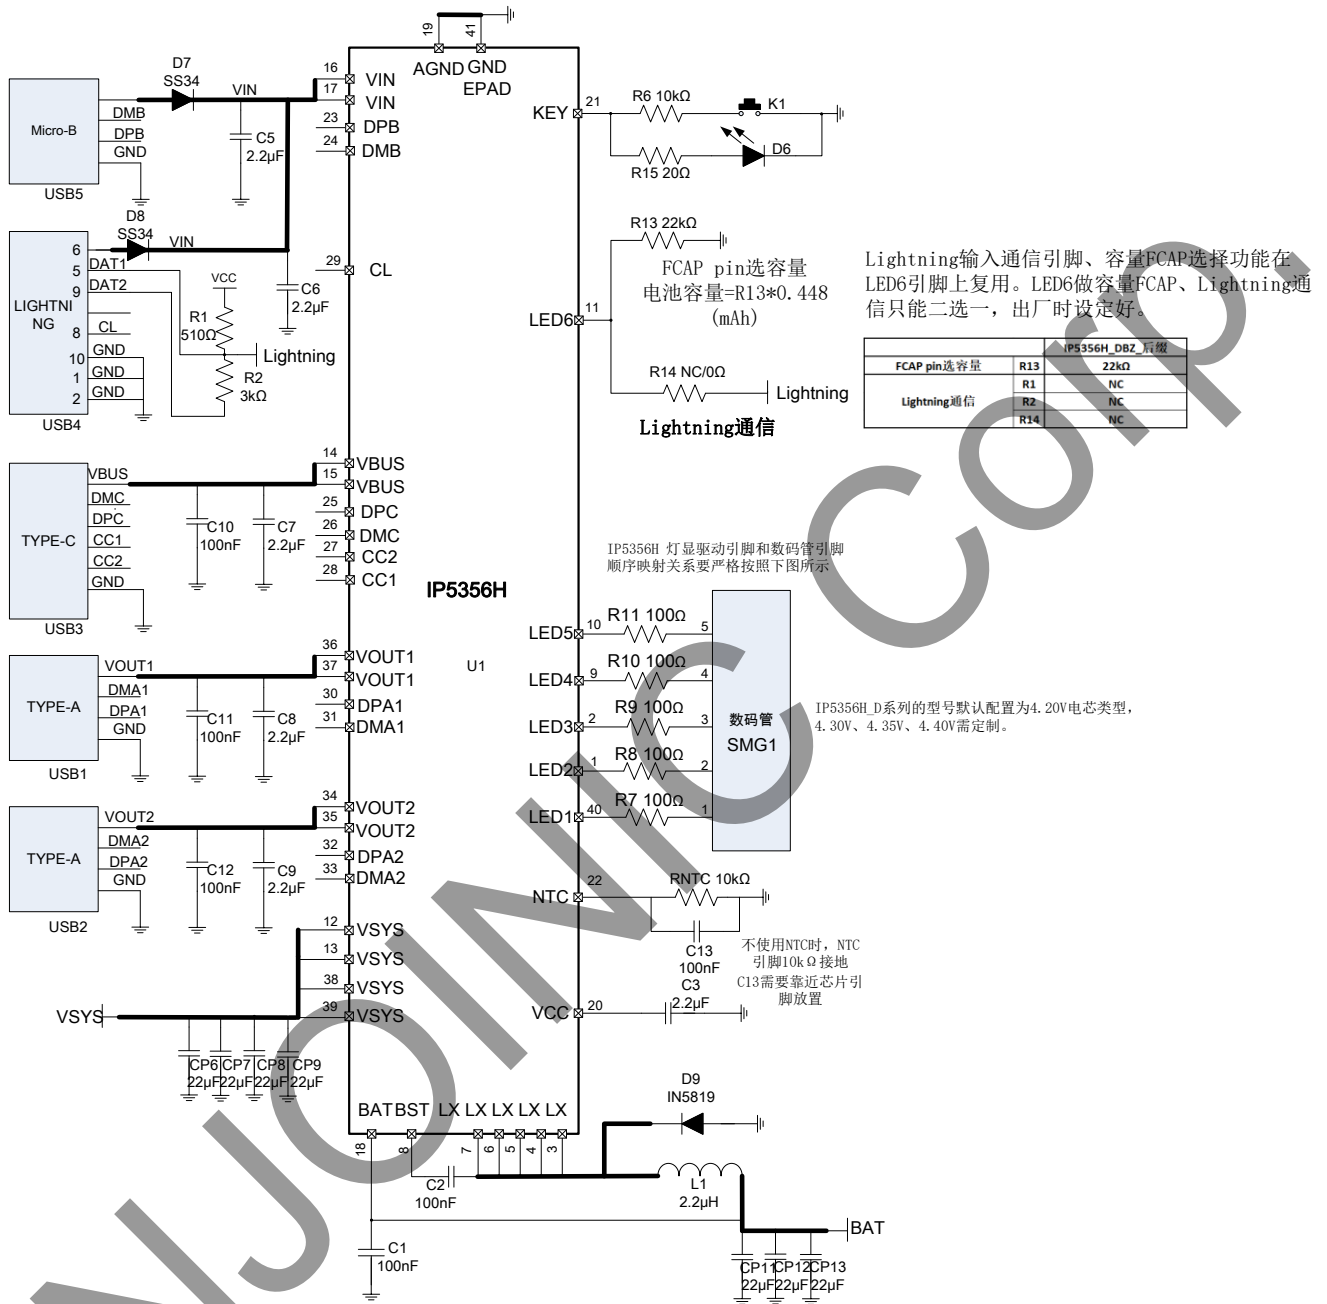 19
41
AGND GND
EPAD
D7
SS34
VIN
16
VIN
17
VIN
23
DPB
24
DMB
Micro-B
DMB
DPB
GND
USB5
C5
2.2μF
D8
SS34
VIN
6
5
DAT1
9
DAT2
LIGHTNI
NG
8
CL
10
GND
1
GND
2
GND
USB4
VCC
R1
510Ω
Lightning
R2
3kΩ
C6
2.2μF
29
CL
KEY
21
R6 10kΩ
K1
D6
R15 20Ω
R13 22kΩ
FCAP pin选容量
电池容量=R13*0.448
(mAh)
LED6
11
R14 NC/0Ω
Lightning
Lightning通信
Lightning输入通信引脚、容量FCAP选择功能在
LED6引脚上复用。LED6做容量FCAP、Lightning通
信只能二选一，出厂时设定好。
IP5356H_DBZ_后缀
FCAP pin选容量 R13 22kΩ
R1 NC
Lightning通信 R2 NC
R14 NC
TYPE-C
VBUS
DMC
DPC
CC1
CC2
GND
USB3
C10
100nF
C7
2.2μF
14
VBUS
15
VBUS
25
DPC
26
DMC
27
CC2
28
CC1
IP5356H
U1
IP5356H 灯显驱动引脚和数码管引脚
顺序映射关系要严格按照下图所示
LED5
10
R11 100Ω
5
LED4
9
R10 100Ω
4
LED3
2
R9 100Ω
3
LED2
1
R8 100Ω
2
LED1
40
R7 100Ω
1
数码管
SMG1
IP5356H_D系列的型号默认配置为4.20V电芯类型，
4.30V、4.35V、4.40V需定制。
TYPE-A
VOUT1
DMA1
DPA1
GND
USB1
C11
100nF
C8
2.2μF
36
VOUT1
37
VOUT1
30
DPA1
31
DMA1
TYPE-A
VOUT2
DMA2
DPA2
GND
USB2
C12
100nF
C9
2.2μF
34
VOUT2
35
VOUT2
32
DPA2
33
DMA2
NTC
22
RNTC 10kΩ
C13
100nF
不使用NTC时，NTC
引脚10kΩ接地
C13需要靠近芯片引
脚放置
12
VSYS
13
VSYS
38
VSYS
39
VSYS
VSYS
CP6
22μF
CP7
22μF
CP8
22μF
CP9
22μF
VCC
20
C3
2.2μF
BAT BST LX LX LX LX LX
18
8
7
6
5
4
3
C2
100nF
D9
IN5819
L1
2.2μH
BAT
C1
100nF
CP11
22μF
CP12
22μF
CP13
22μF
NJOINIC Corp.